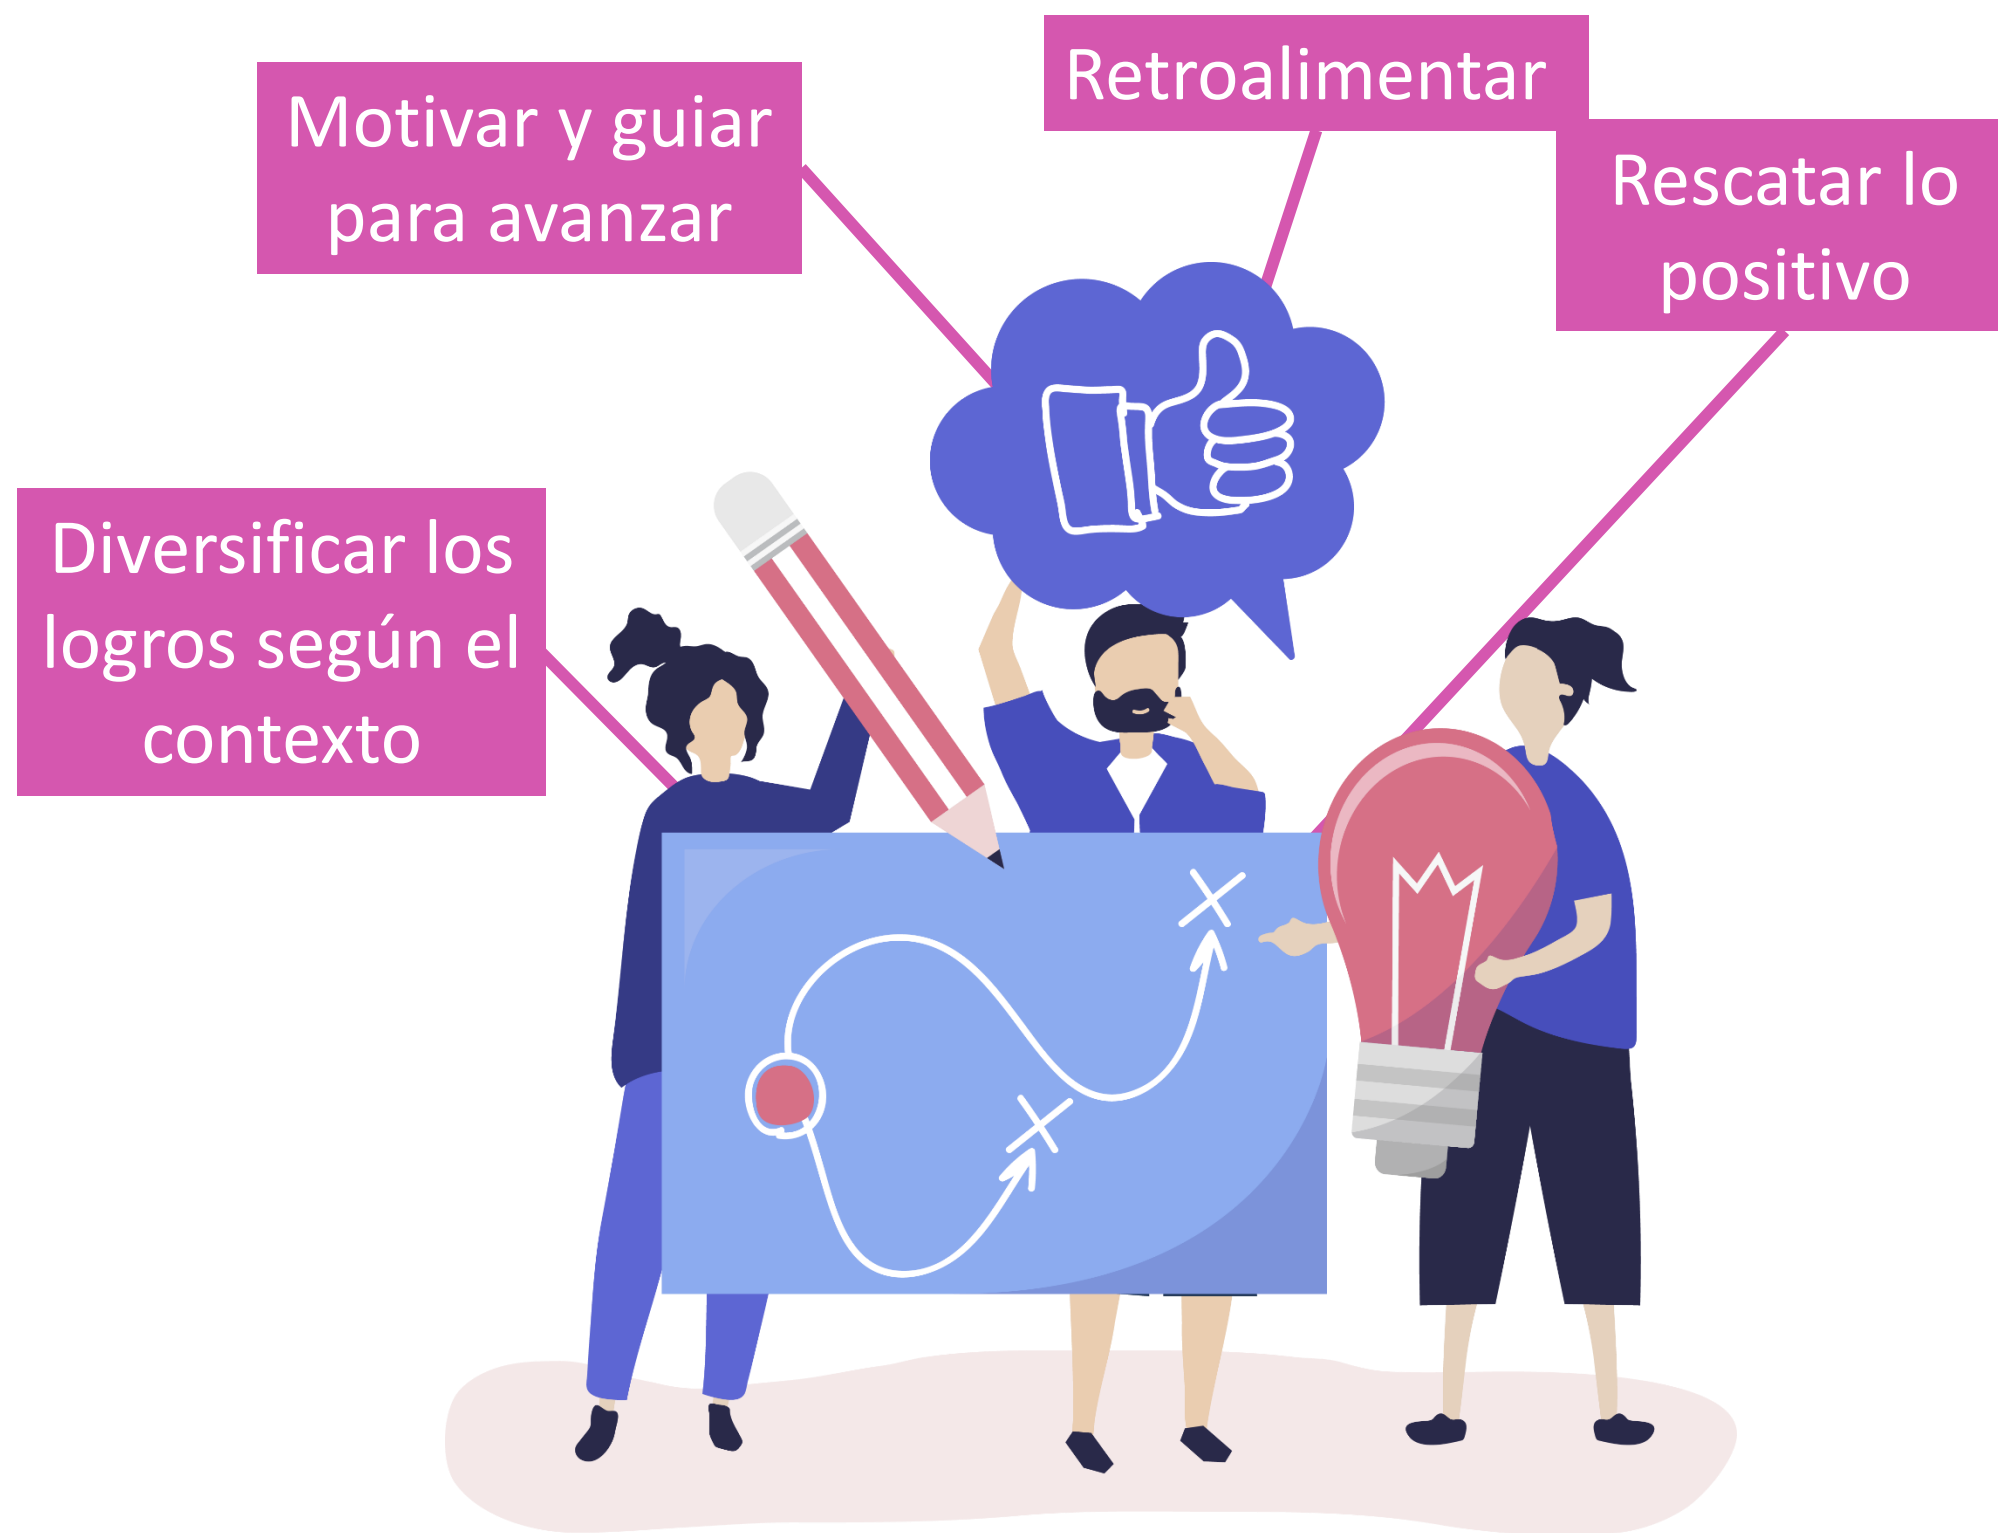 Motivar y guiar
para avanzar
Retroalimentar
Rescatar lo
positivo
Diversificar los
logros según el
contexto